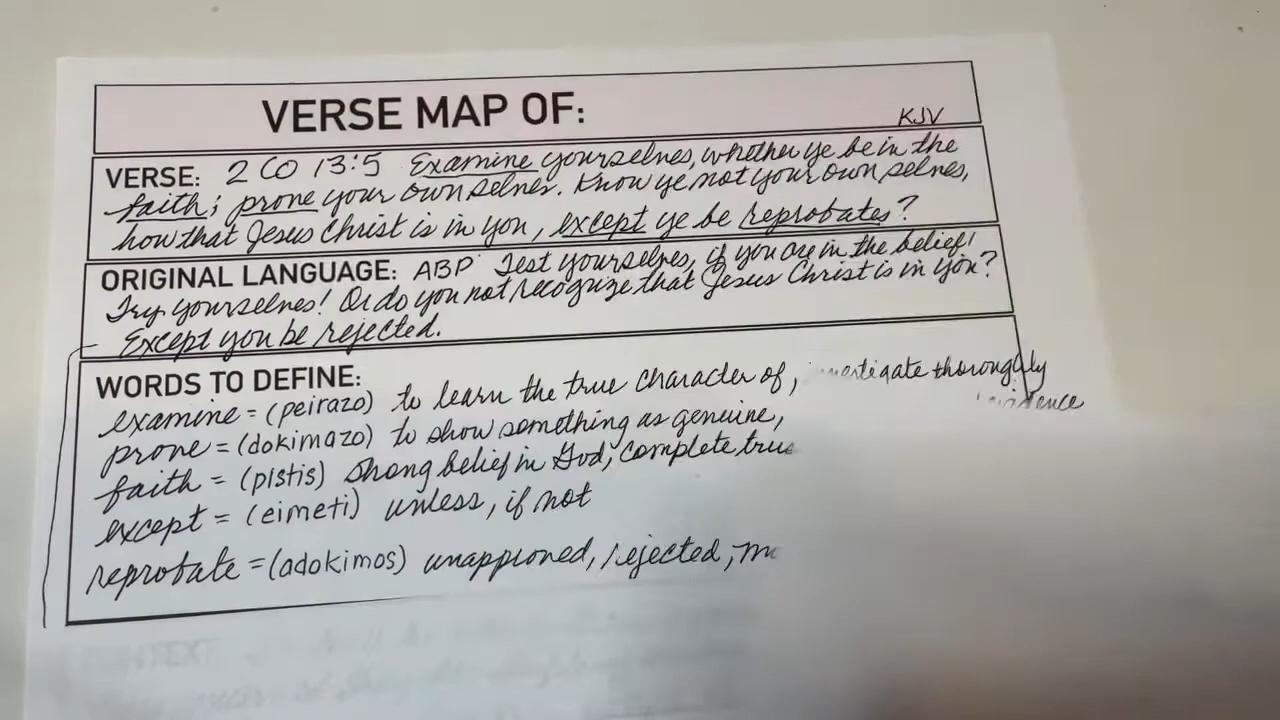 VERSE MAP OF:
KJV
VERSE: 2 CO 13:5 Examine yourselves, whether ye be in the
faith; prove your own selves. Know ye not your own selves,
how that Jesus Christ is in you, except ye be reprobates?
ORIGINAL LANGUAGE: ABP Test yourselves, if you are in the belief!
Try yourselves! Or do you not recognize that Jesus Christ is in you?
Except you be rejected.
WORDS TO DEFINE:
examine = (peirazo) to learn the true character of, investigate thoroughly
prove = (dokimazo) to show something as genuine, evidence
faith = (pistis) strong belief in God, complete
except = (eimeti) unless, if not
reprobate = (adokimos) unapproved, rejected,